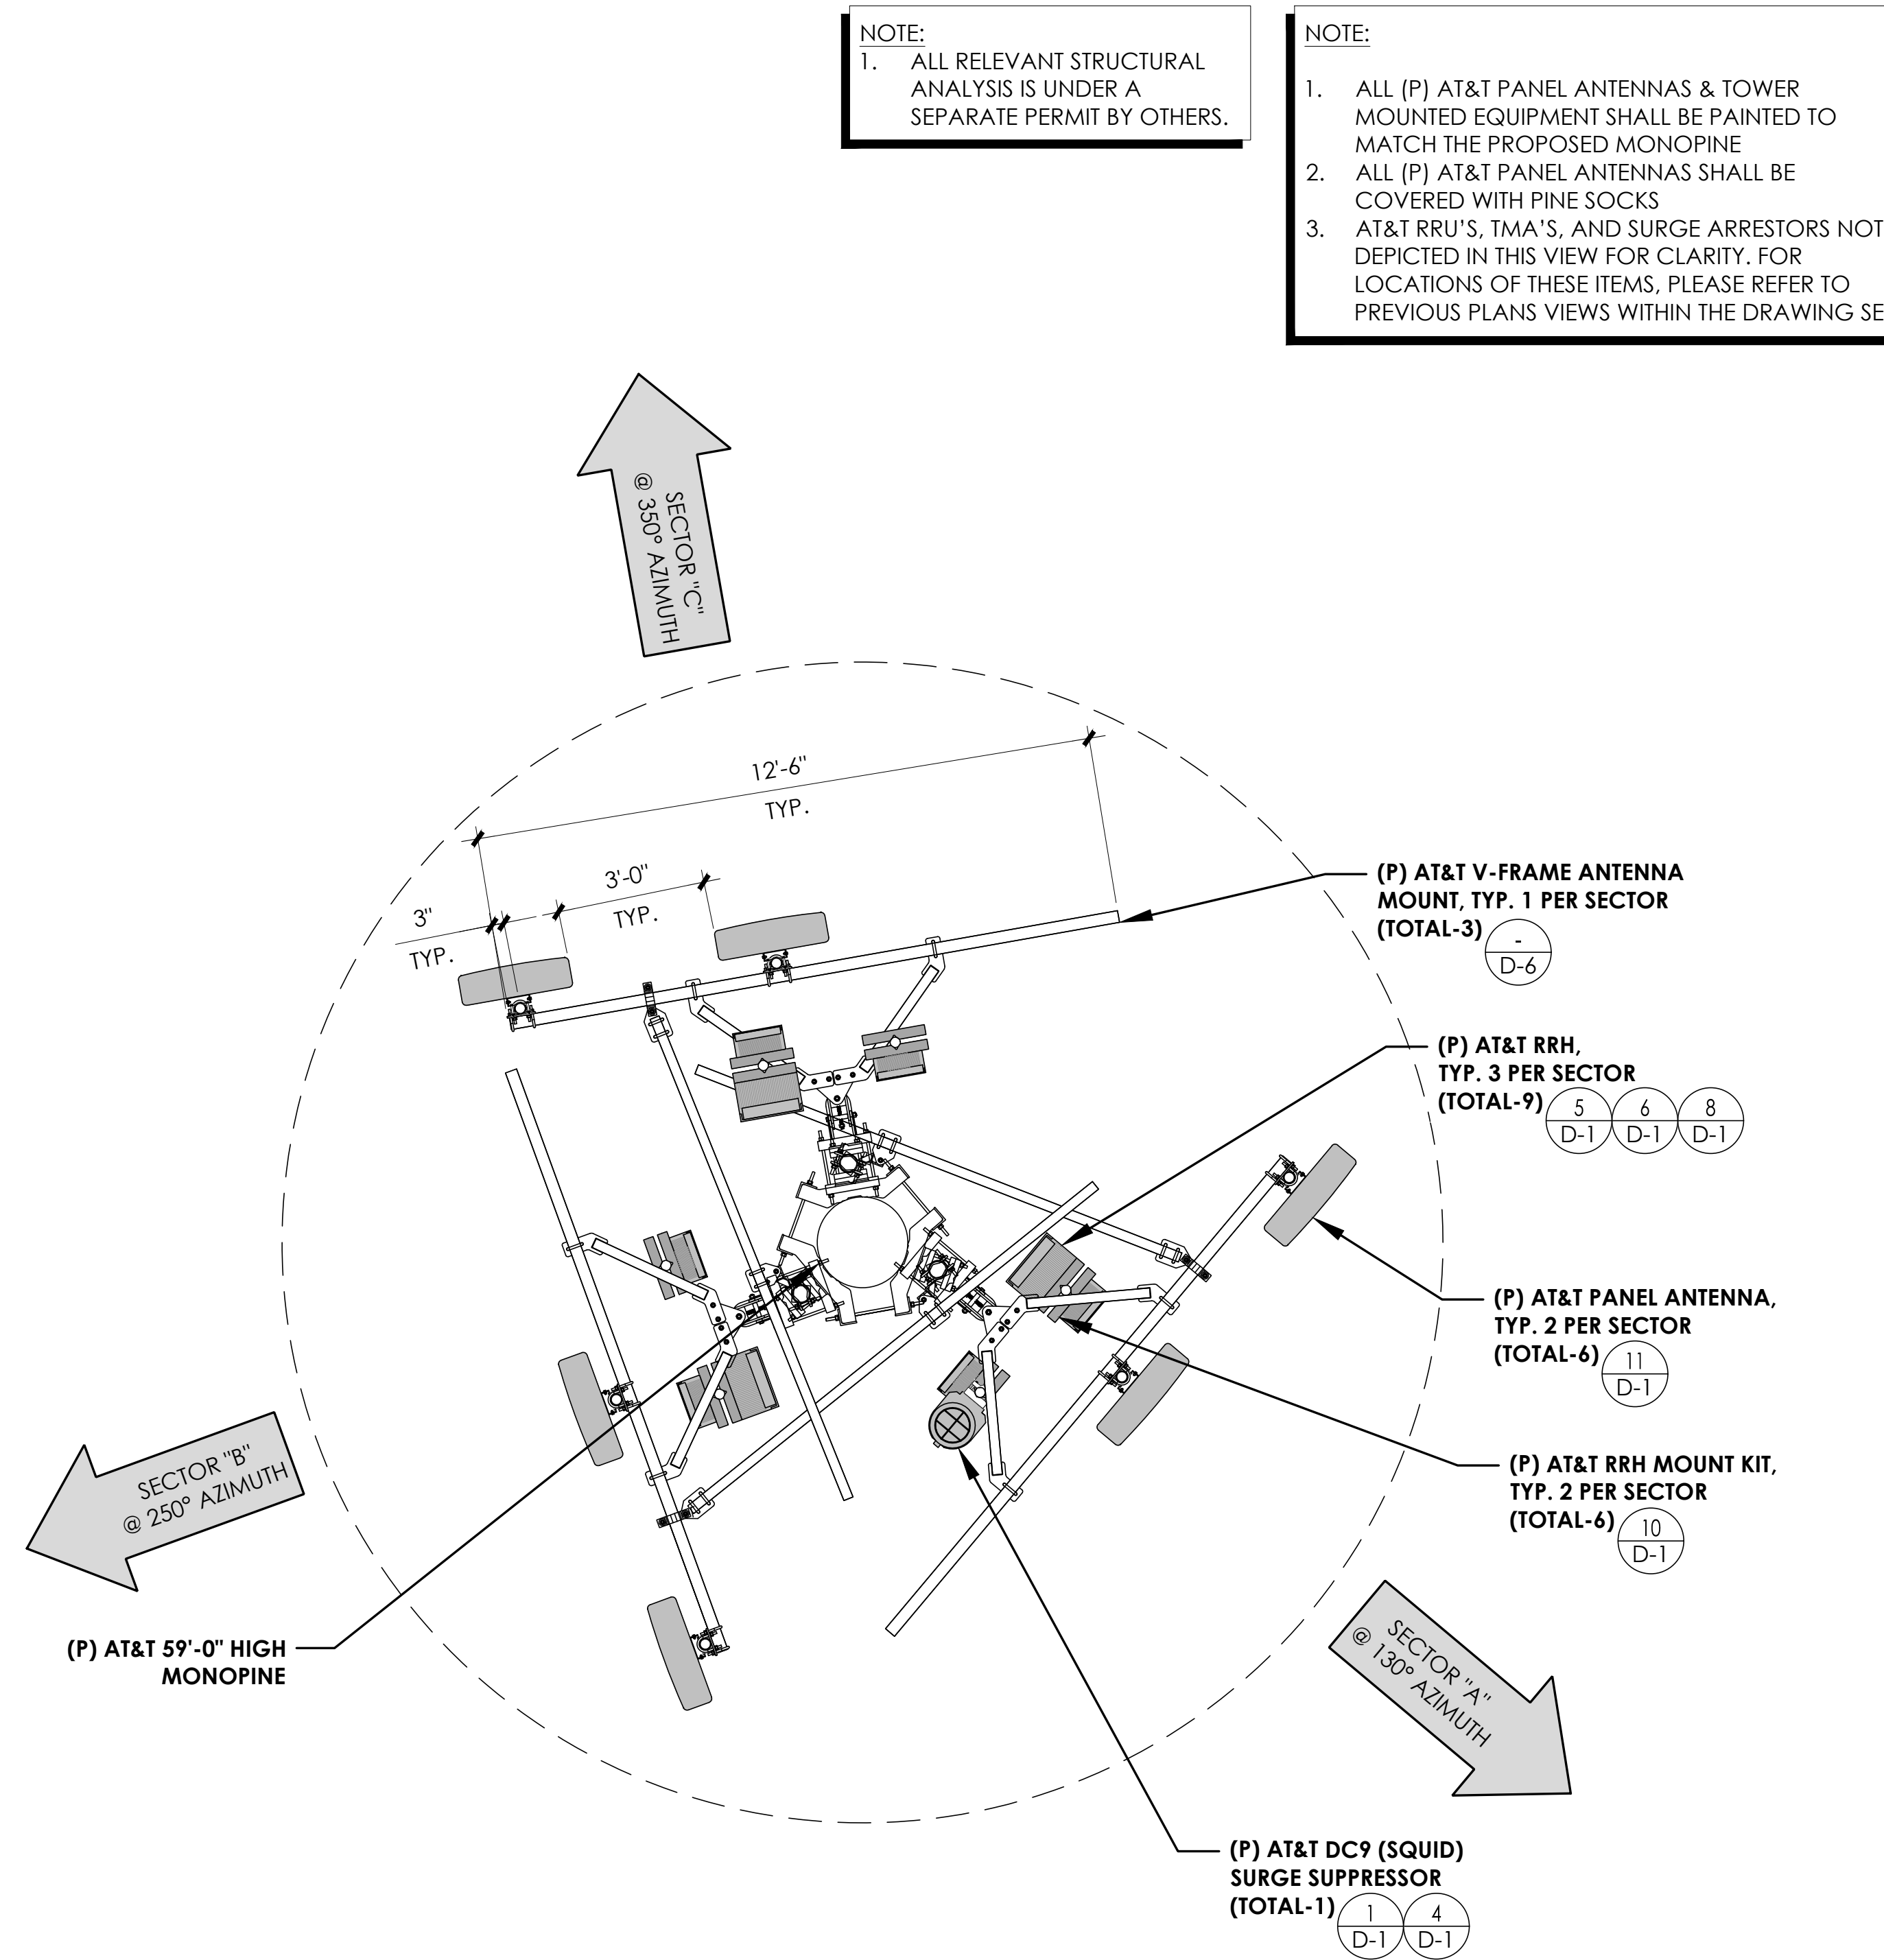 NOTE:
1. ALL RELEVANT STRUCTURAL
ANALYSIS IS UNDER A
SEPARATE PERMIT BY OTHERS.
NOTE:
1. ALL (P) AT&T PANEL ANTENNAS & TOWER
MOUNTED EQUIPMENT SHALL BE PAINTED TO
MATCH THE PROPOSED MONOPINE
2. ALL (P) AT&T PANEL ANTENNAS SHALL BE
COVERED WITH PINE SOCKS
3. AT&T RRU'S, TMA'S, AND SURGE ARRESTORS NOT
DEPICTED IN THIS VIEW FOR CLARITY. FOR
LOCATIONS OF THESE ITEMS, PLEASE REFER TO
PREVIOUS PLANS VIEWS WITHIN THE DRAWING SE
SECTOR "C"
@ 350° AZIMUTH
12'-6"
TYP.
3'-0"
TYP.
3"
TYP.
(P) AT&T V-FRAME ANTENNA
MOUNT, TYP. 1 PER SECTOR
(TOTAL-3)
-
D-6
(P) AT&T RRH,
TYP. 3 PER SECTOR
(TOTAL-9)
5 6 8
D-1 D-1 D-1
(P) AT&T PANEL ANTENNA,
TYP. 2 PER SECTOR
(TOTAL-6)
11
D-1
(P) AT&T RRH MOUNT KIT,
TYP. 2 PER SECTOR
(TOTAL-6)
10
D-1
SECTOR "B"
@ 250° AZIMUTH
(P) AT&T 59'-0" HIGH
MONOPINE
SECTOR "A"
@ 130° AZIMUTH
(P) AT&T DC9 (SQUID)
SURGE SUPPRESSOR
(TOTAL-1)
1 4
D-1 D-1